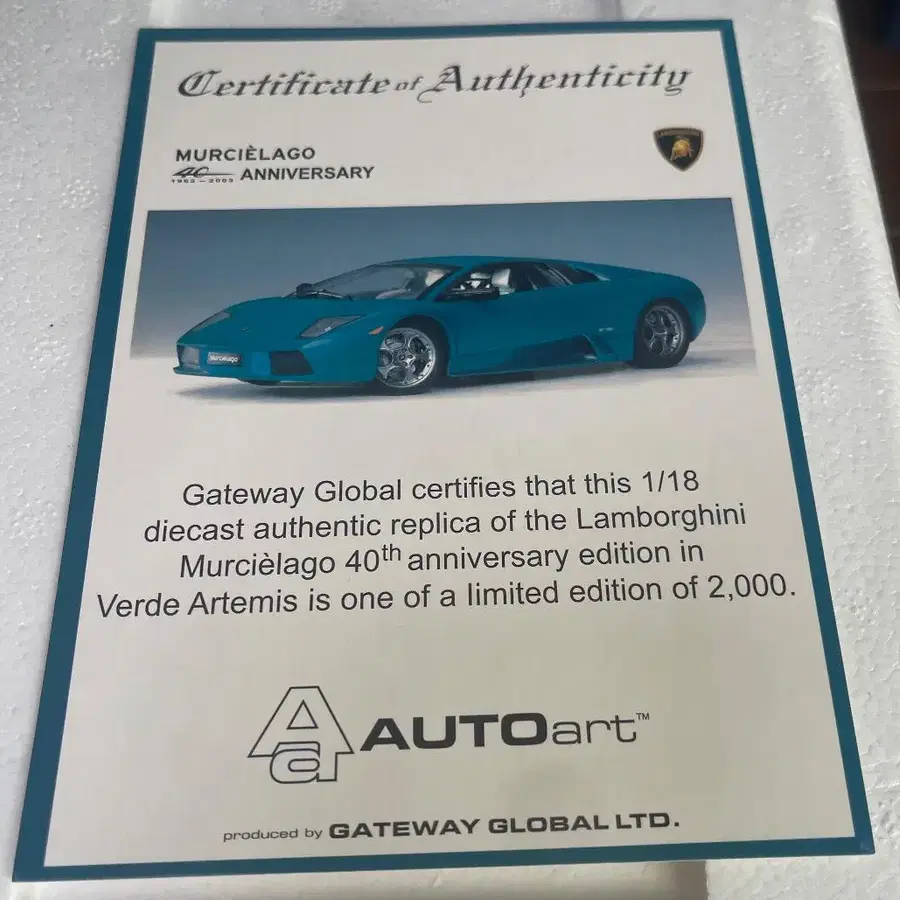 Certificate of Authenticity
LAMBORGHINI
MURCIÈLAGO
40
1963 - 2003 ANNIVERSARY
Murciélago
Gateway Global certifies that this 1/18
diecast authentic replica of the Lamborghini
Murcièlago 40th anniversary edition in
Verde Artemis is one of a limited edition of 2,000.
Aa AUTOart™
produced by GATEWAY GLOBAL LTD.